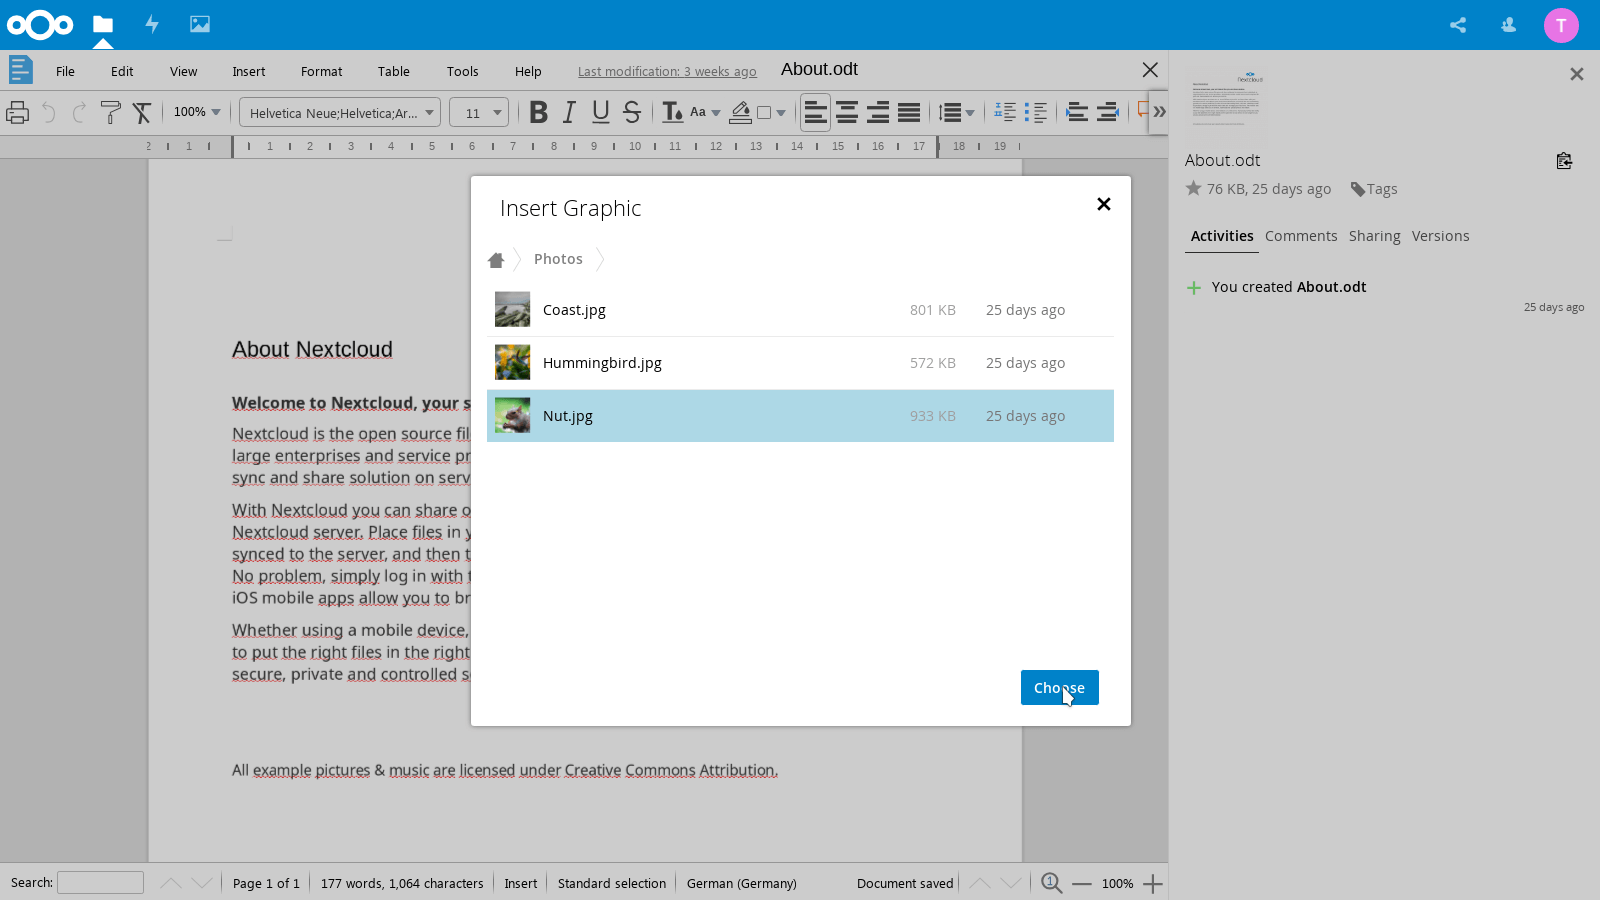 T
File Edit View Insert Format Table Tools Help Last modification: 3 weeks ago About.odt
100% Helvetica Neue;Helvetica;Ar... 11 B I U S T Aa
2 1 1 2 3 4 5 6 7 8 9 10 11 12 13 14 15 16 17 18 19
About Nextcloud
Welcome to Nextcloud, your s
Nextcloud is the open source fil
large enterprises and service pr
sync and share solution on serv
With Nextcloud you can share o
Nextcloud server. Place files in y
synced to the server, and then t
No problem, simply log in with t
iOS mobile apps allow you to br
Whether using a mobile device,
to put the right files in the right
secure, private and controlled s
All example pictures & music are licensed under Creative Commons Attribution.
Insert Graphic
Photos
Coast.jpg 801 KB 25 days ago
Hummingbird.jpg 572 KB 25 days ago
Nut.jpg 933 KB 25 days ago
Choose
nextcloud
About.odt
76 KB, 25 days ago Tags
Activities Comments Sharing Versions
You created About.odt
25 days ago
Search: Page 1 of 1 177 words, 1,064 characters Insert Standard selection German (Germany) Document saved 1 100%